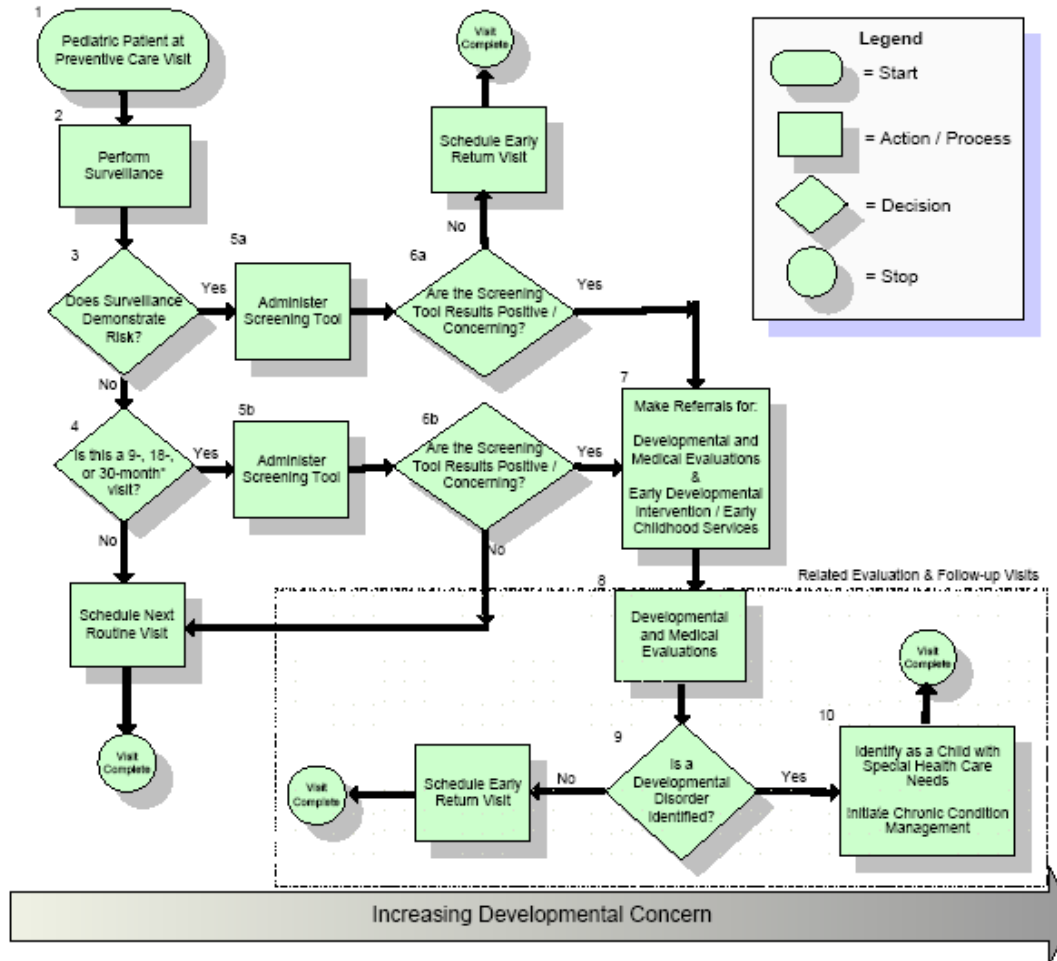 1
Pediatric Patient at
Preventive Care Visit
2
Perform
Surveillance
3
Does Surveillance
Demonstrate
Risk?
Yes
No
5a
Administer
Screening Tool
6a
Are the Screening
Tool Results Positive /
Concerning?
Yes
No
Schedule Early
Return Visit
Visit
Complete
4
Is this a 9-, 18-,
or 30-month*
visit?
Yes
No
5b
Administer
Screening Tool
6b
Are the Screening
Tool Results Positive /
Concerning?
Yes
No
7
Make Referrals for:
Developmental and
Medical Evaluations
&
Early Developmental
Intervention / Early
Childhood Services
Schedule Next
Routine Visit
Visit
Complete
Related Evaluation & Follow-up Visits
8
Developmental
and Medical
Evaluations
9
Is a
Developmental
Disorder
Identified?
No
Yes
Schedule Early
Return Visit
Visit
Complete
10
Identify as a Child with
Special Health Care
Needs
Initiate Chronic Condition
Management
Visit
Complete
Legend
= Start
= Action / Process
= Decision
= Stop
Increasing Developmental Concern